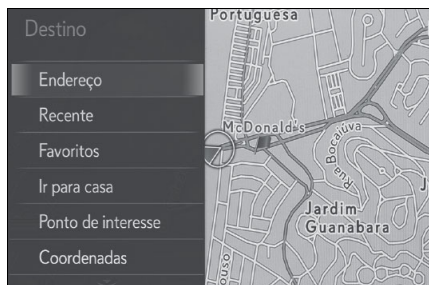 Destino
Endereço
Recente
Favoritos
Ir para casa
Ponto de interesse
Coordenadas
Portuguesa
McDonald's
Rua Bocaiúva
Jardim
Guanabara
J